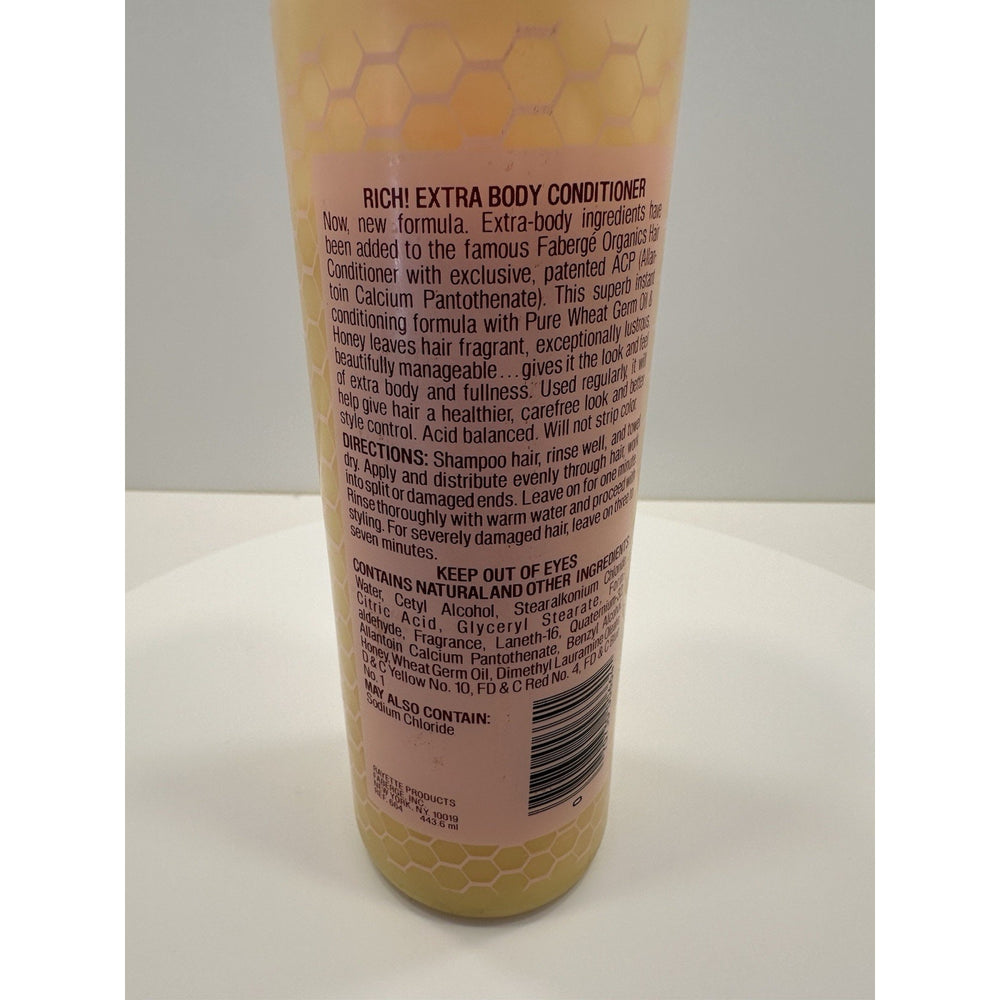 RICH! EXTRA BODY CONDITIONER
Now, new formula. Extra-body ingredients have
been added to the famous Fabergé Organics Hair
Conditioner with exclusive, patented ACP (Allan-
toin Calcium Pantothenate). This superb instant
conditioning formula with Pure Wheat Germ Oil &
Honey leaves hair fragrant, exceptionally lustrous,
beautifully manageable...gives it the look and feel
of extra body and fullness. Used regularly, it will
help give hair a healthier, carefree look and better
style control. Acid balanced. Will not strip color.
DIRECTIONS: Shampoo hair, rinse well, and towel
dry. Apply and distribute evenly through hair, work
into split or damaged ends. Leave on for one minute.
Rinse thoroughly with warm water and proceed with
styling. For severely damaged hair, leave on three to
seven minutes.
KEEP OUT OF EYES
CONTAINS NATURAL AND OTHER INGREDIENTS:
Water, Cetyl Alcohol, Stearalkonium
Citric Acid, Glyceryl Stearate,
aldehyde, Fragrance, Laneth-16,
Allantoin Calcium Pantothenate, Benzyl Alcohol,
Honey, Wheat Germ Oil, Dimethyl Lauramine
D & C Yellow No. 10, FD & C Red No. 4, FD & C
No. 1
MAY ALSO CONTAIN:
Sodium Chloride
RAYETTE PRODUCTS
FABERGE, INC.
NEW YORK, NY 10019
REF. 664 443.6 ml
0